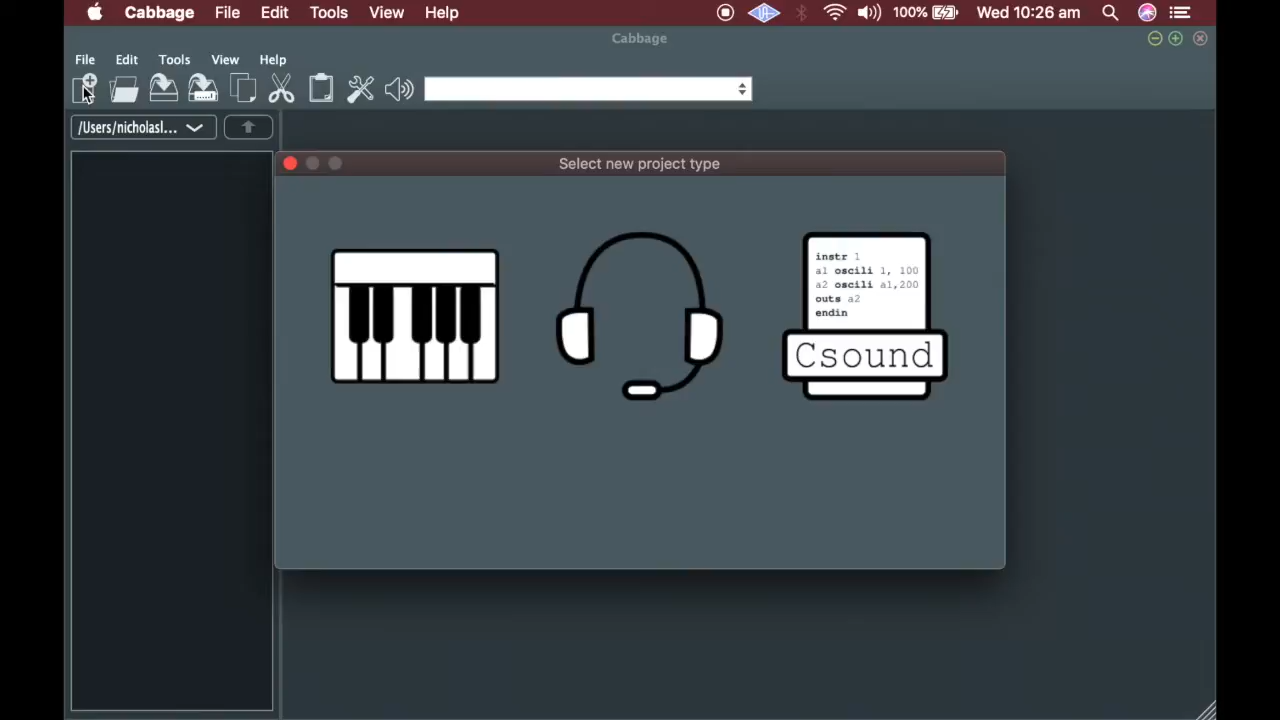 Cabbage File Edit Tools View Help 100% Wed 10:26 am
Cabbage
File Edit Tools View Help
/Users/nicholasl...
Select new project type
instr 1
a1 oscili 1, 100
a2 oscili a1,200
outs a2
endin
Csound